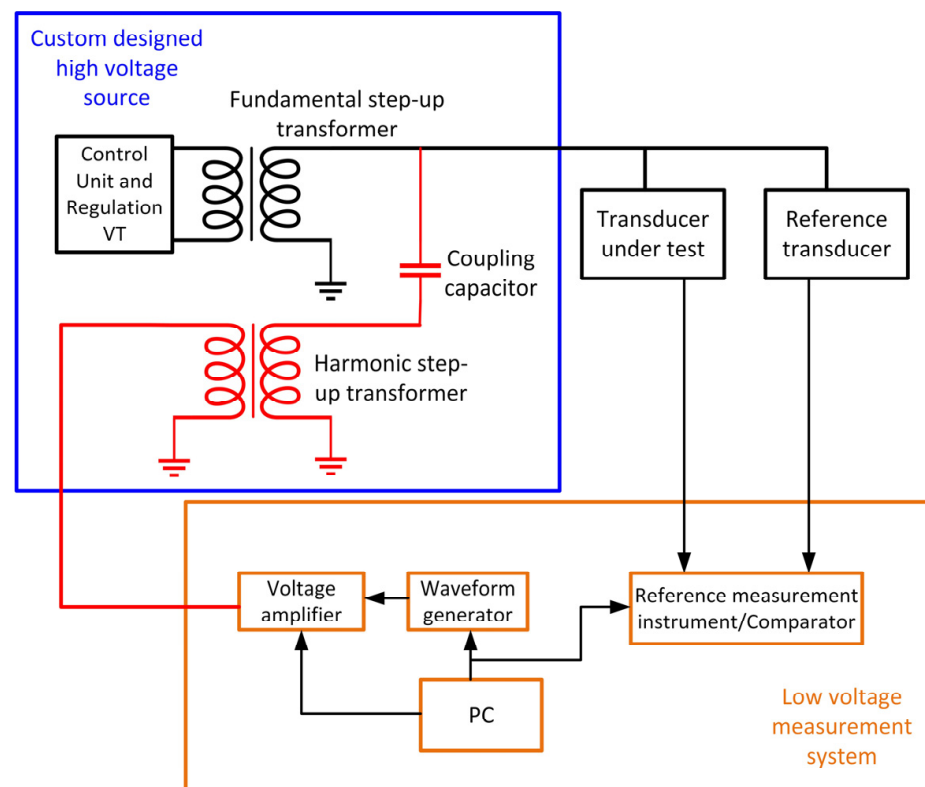 Custom designed
high voltage
source
Fundamental step-up
transformer
Control
Unit and
Regulation
VT
Transducer
under test
Reference
transducer
Coupling
capacitor
Harmonic step-
up transformer
Voltage
amplifier
Waveform
generator
Reference measurement
instrument/Comparator
PC
Low voltage
measurement
system